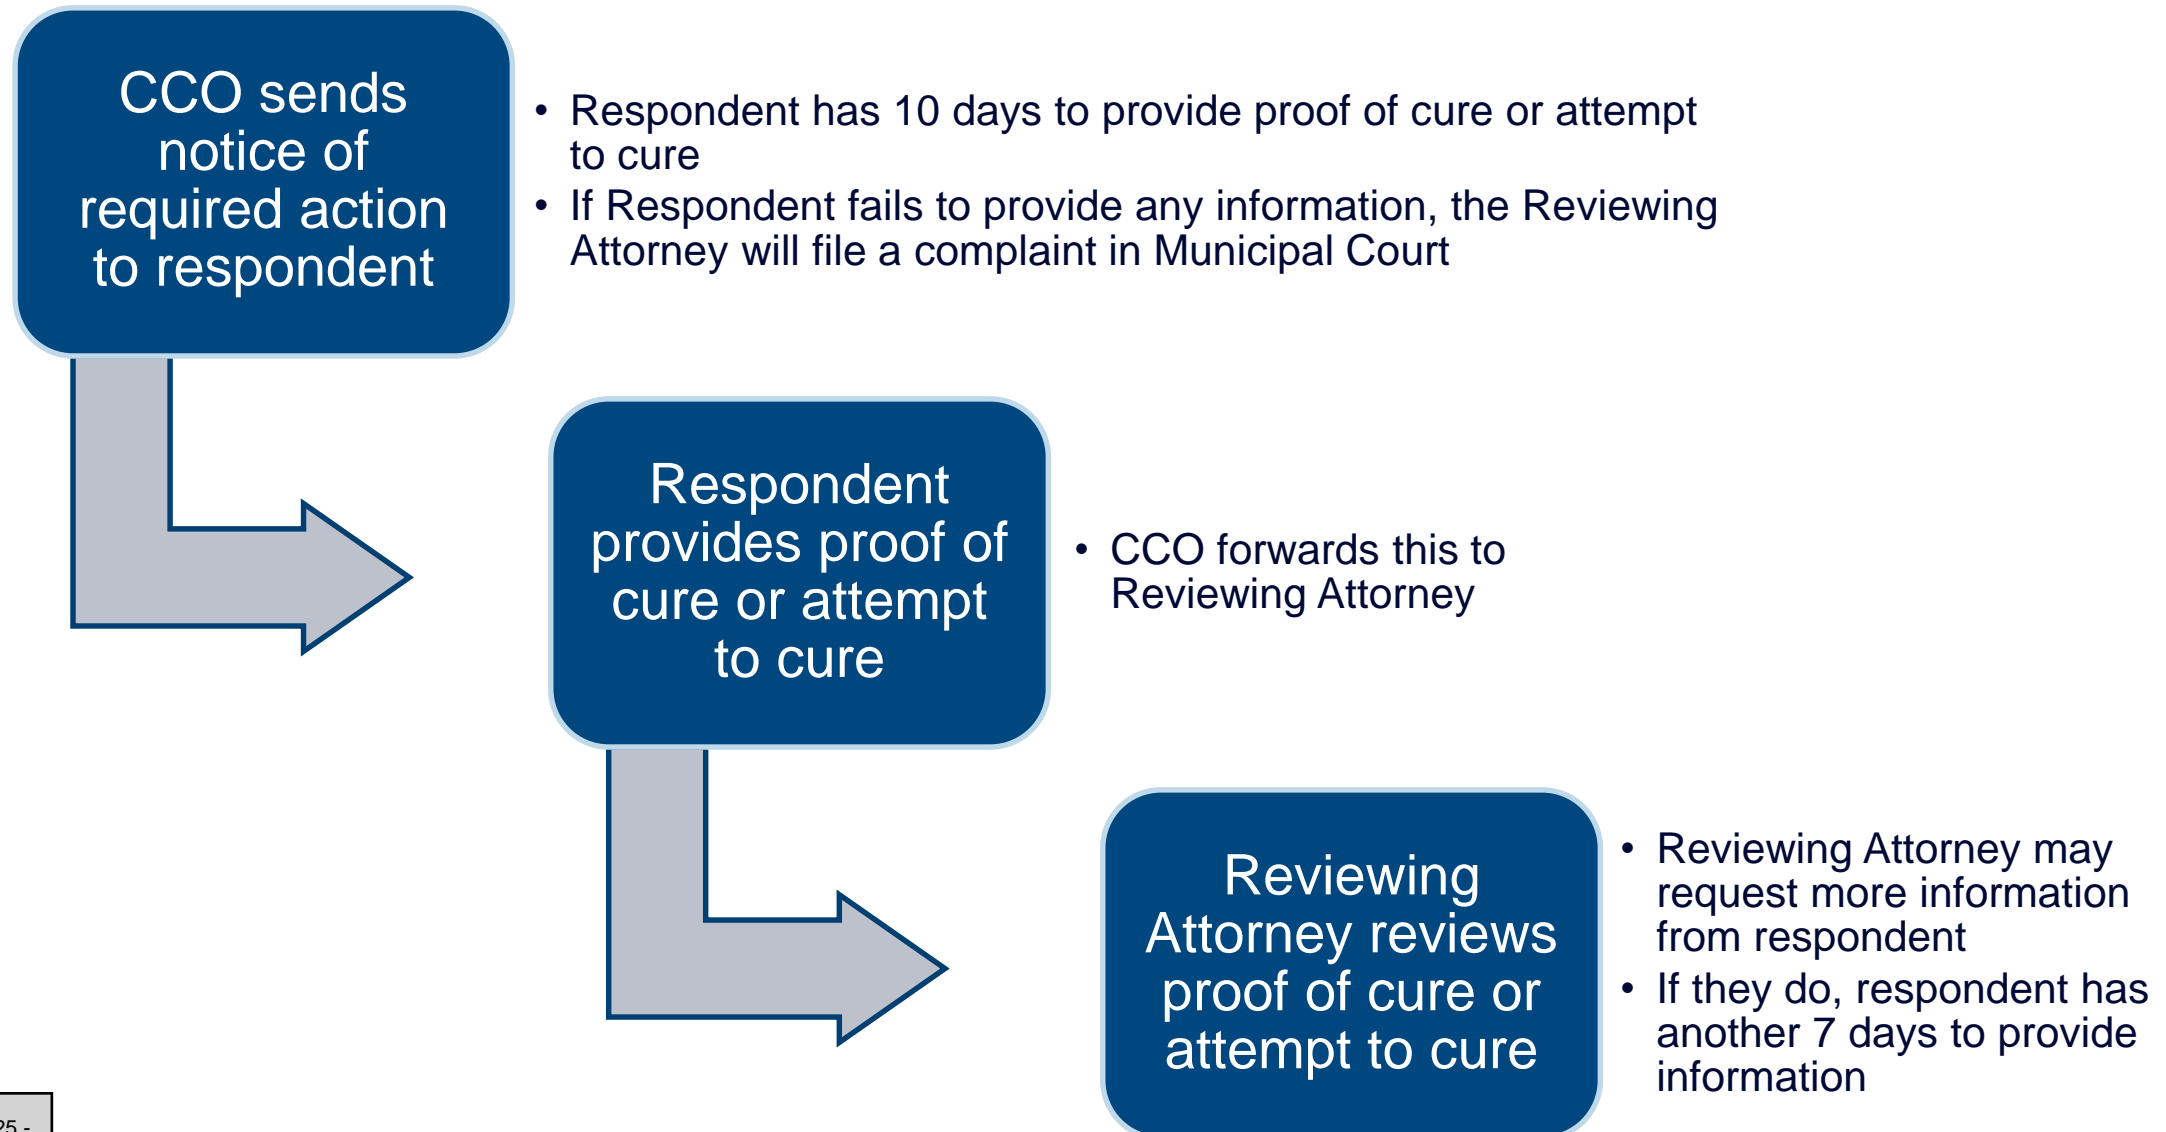 CCO sends
notice of
required action
to respondent
• Respondent has 10 days to provide proof of cure or attempt
to cure
• If Respondent fails to provide any information, the Reviewing
Attorney will file a complaint in Municipal Court
Respondent
provides proof of
cure or attempt
to cure
• CCO forwards this to
Reviewing Attorney
Reviewing
Attorney reviews
proof of cure or
attempt to cure
• Reviewing Attorney may
request more information
from respondent
• If they do, respondent has
another 7 days to provide
information
25 -